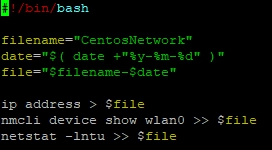 #!/bin/bash
filename="CentosNetwork"
date="$( date +"%y-%m-%d" )"
file="$filename-$date"
ip address > $file
nmcli device show wlan0 >> $file
netstat -lntu >> $file